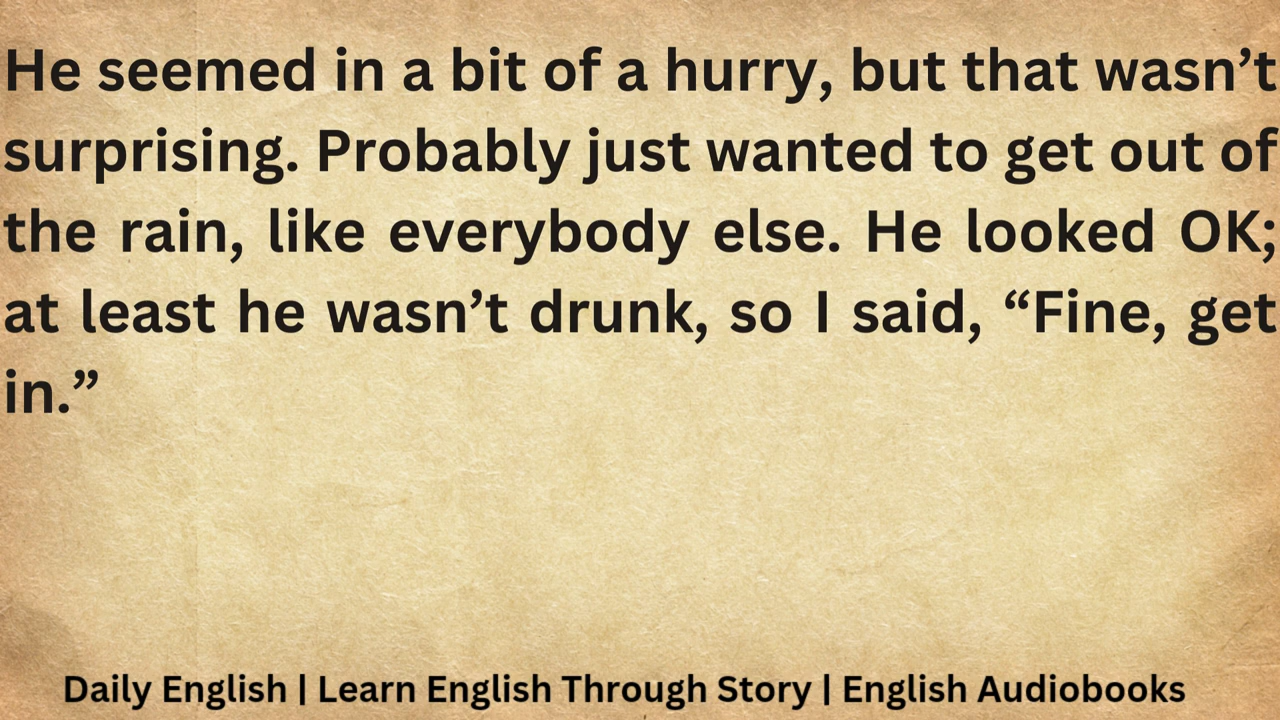 He seemed in a bit of a hurry, but that wasn’t
surprising. Probably just wanted to get out of
the rain, like everybody else. He looked OK;
at least he wasn’t drunk, so I said, “Fine, get
in.”
Daily English | Learn English Through Story | English Audiobooks